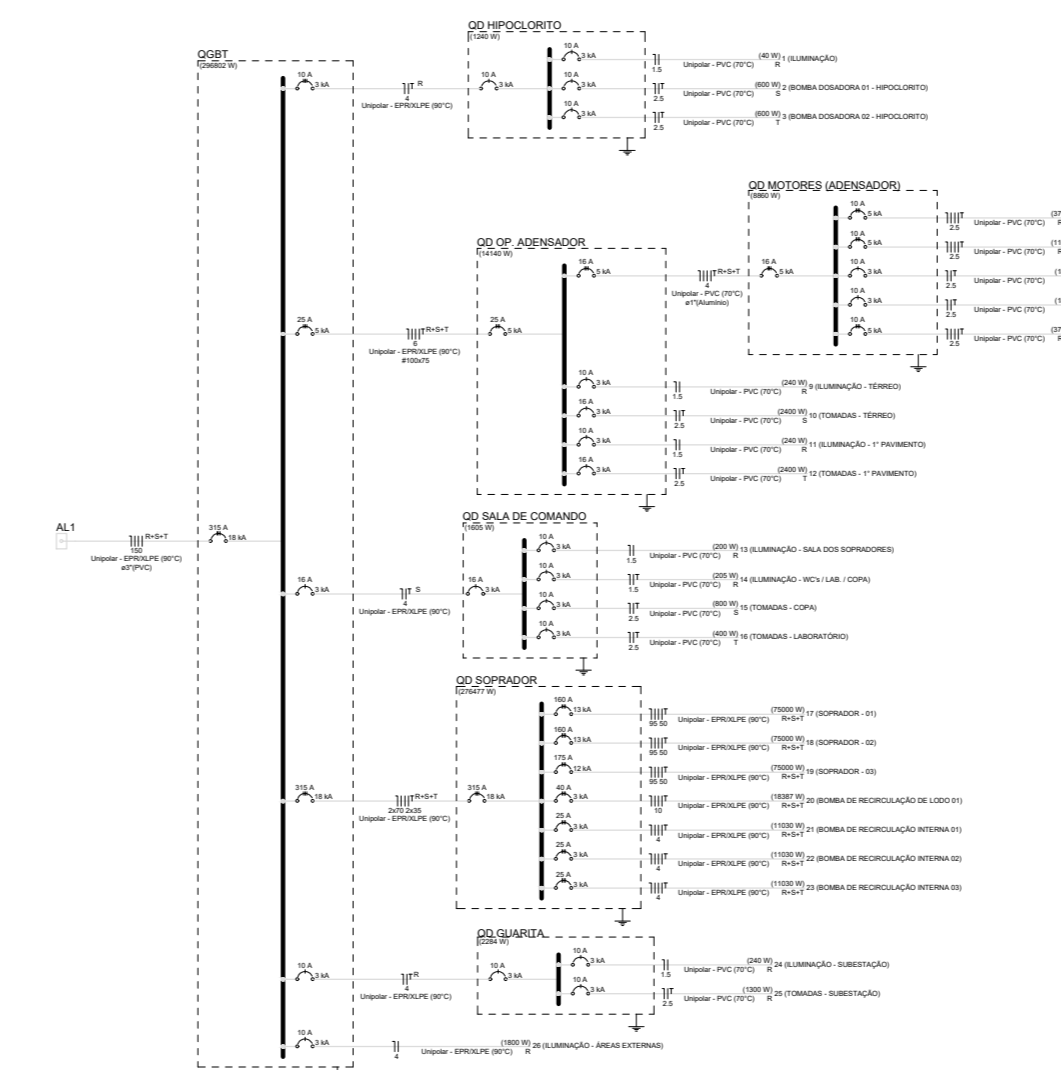 QD HIPOCLORITO
(1240 W)
10 A
3 kA
1.5
Unipolar - PVC (70°C)
(40 W)
R
1 (ILUMINAÇÃO)
10 A
3 kA
10 A
3 kA
2.5
Unipolar - PVC (70°C)
(600 W)
S
2 (BOMBA DOSADORA 01 - HIPOCLORITO)
10 A
3 kA
2.5
Unipolar - PVC (70°C)
(600 W)
T
3 (BOMBA DOSADORA 02 - HIPOCLORITO)
QGBT
(296802 W)
10 A
3 kA
R
4
Unipolar - EPR/XLPE (90°C)
QD MOTORES (ADENSADOR)
(8860 W)
10 A
5 kA
2.5
Unipolar - PVC (70°C)
(37
R
10 A
5 kA
2.5
Unipolar - PVC (70°C)
(11
R
16 A
5 kA
10 A
3 kA
2.5
Unipolar - PVC (70°C)
(1
10 A
3 kA
2.5
Unipolar - PVC (70°C)
(1
10 A
5 kA
2.5
Unipolar - PVC (70°C)
(37
R
QD OP. ADENSADOR
(14140 W)
16 A
5 kA
R+S+T
4
Unipolar - PVC (70°C)
ø1"(Alumínio)
25 A
5 kA
R+S+T
6
Unipolar - EPR/XLPE (90°C)
#100x75
25 A
5 kA
10 A
3 kA
1.5
Unipolar - PVC (70°C)
(240 W)
R
9 (ILUMINAÇÃO - TÉRREO)
16 A
3 kA
2.5
Unipolar - PVC (70°C)
(2400 W)
S
10 (TOMADAS - TÉRREO)
10 A
3 kA
1.5
Unipolar - PVC (70°C)
(240 W)
R
11 (ILUMINAÇÃO - 1° PAVIMENTO)
16 A
3 kA
2.5
Unipolar - PVC (70°C)
(2400 W)
T
12 (TOMADAS - 1° PAVIMENTO)
AL1
R+S+T
150
Unipolar - EPR/XLPE (90°C)
ø3"(PVC)
315 A
18 kA
QD SALA DE COMANDO
(1605 W)
10 A
3 kA
1.5
Unipolar - PVC (70°C)
(200 W)
R
13 (ILUMINAÇÃO - SALA DOS SOPRADORES)
16 A
3 kA
S
4
Unipolar - EPR/XLPE (90°C)
16 A
3 kA
10 A
3 kA
1.5
Unipolar - PVC (70°C)
(205 W)
R
14 (ILUMINAÇÃO - WC's / LAB. / COPA)
10 A
3 kA
2.5
Unipolar - PVC (70°C)
(800 W)
S
15 (TOMADAS - COPA)
10 A
3 kA
2.5
Unipolar - PVC (70°C)
(400 W)
T
16 (TOMADAS - LABORATÓRIO)
QD SOPRADOR
(276477 W)
160 A
13 kA
95 50
Unipolar - EPR/XLPE (90°C)
(75000 W)
R+S+T
17 (SOPRADOR - 01)
160 A
13 kA
95 50
Unipolar - EPR/XLPE (90°C)
(75000 W)
R+S+T
18 (SOPRADOR - 02)
175 A
12 kA
95 50
Unipolar - EPR/XLPE (90°C)
(75000 W)
R+S+T
19 (SOPRADOR - 03)
315 A
18 kA
R+S+T
2x70 2x35
Unipolar - EPR/XLPE (90°C)
315 A
18 kA
40 A
3 kA
10
Unipolar - EPR/XLPE (90°C)
(18387 W)
R+S+T
20 (BOMBA DE RECIRCULAÇÃO DE LODO 01)
25 A
3 kA
4
Unipolar - EPR/XLPE (90°C)
(11030 W)
R+S+T
21 (BOMBA DE RECIRCULAÇÃO INTERNA 01)
25 A
3 kA
4
Unipolar - EPR/XLPE (90°C)
(11030 W)
R+S+T
22 (BOMBA DE RECIRCULAÇÃO INTERNA 02)
25 A
3 kA
4
Unipolar - EPR/XLPE (90°C)
(11030 W)
R+S+T
23 (BOMBA DE RECIRCULAÇÃO INTERNA 03)
QD GUARITA
(2284 W)
10 A
3 kA
R
4
Unipolar - EPR/XLPE (90°C)
10 A
3 kA
10 A
3 kA
1.5
Unipolar - PVC (70°C)
(240 W)
R
24 (ILUMINAÇÃO - SUBESTAÇÃO)
10 A
3 kA
2.5
Unipolar - PVC (70°C)
(1300 W)
R
25 (TOMADAS - SUBESTAÇÃO)
10 A
3 kA
4
Unipolar - EPR/XLPE (90°C)
(1800 W)
R
26 (ILUMINAÇÃO - ÁREAS EXTERNAS)